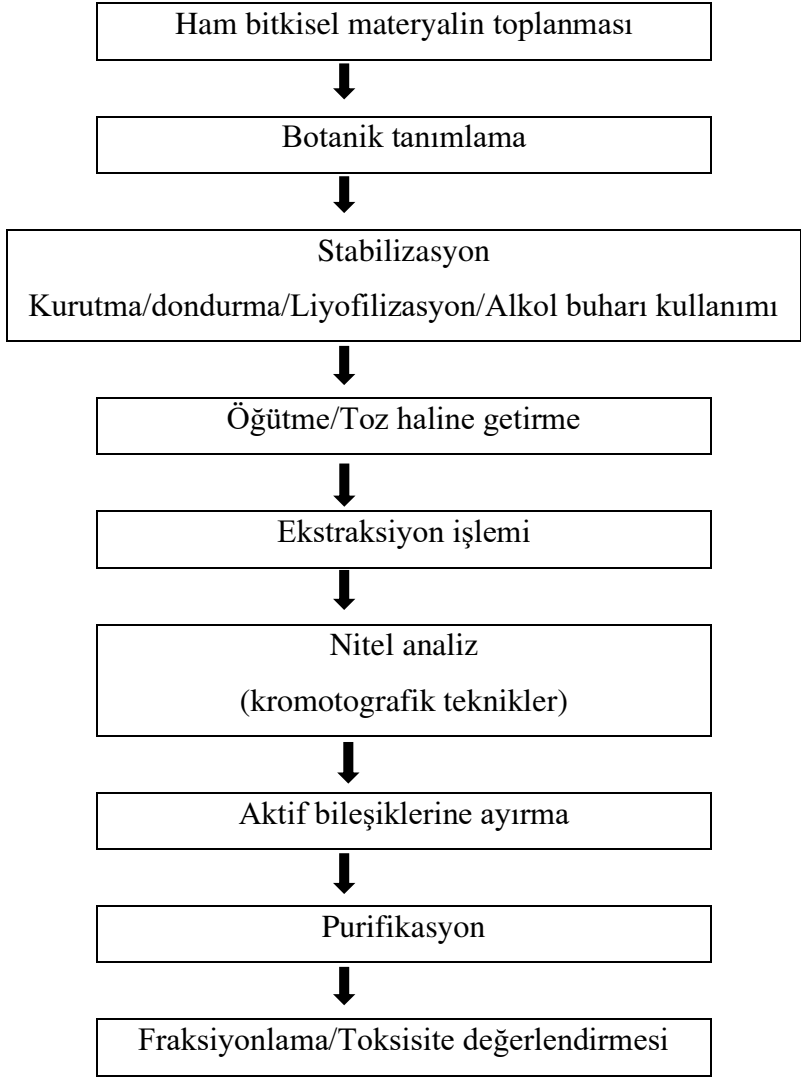 Ham bitkisel materyalin toplanması
Botanik tanımlama
Stabilizasyon
Kurutma/dondurma/Liyofilizasyon/Alkol buharı kullanımı
Öğütme/Toz haline getirme
Ekstraksiyon işlemi
Nitel analiz
(kromotografik teknikler)
Aktif bileşiklerine ayırma
Purifikasyon
Fraksiyonlama/Toksisite değerlendirmesi